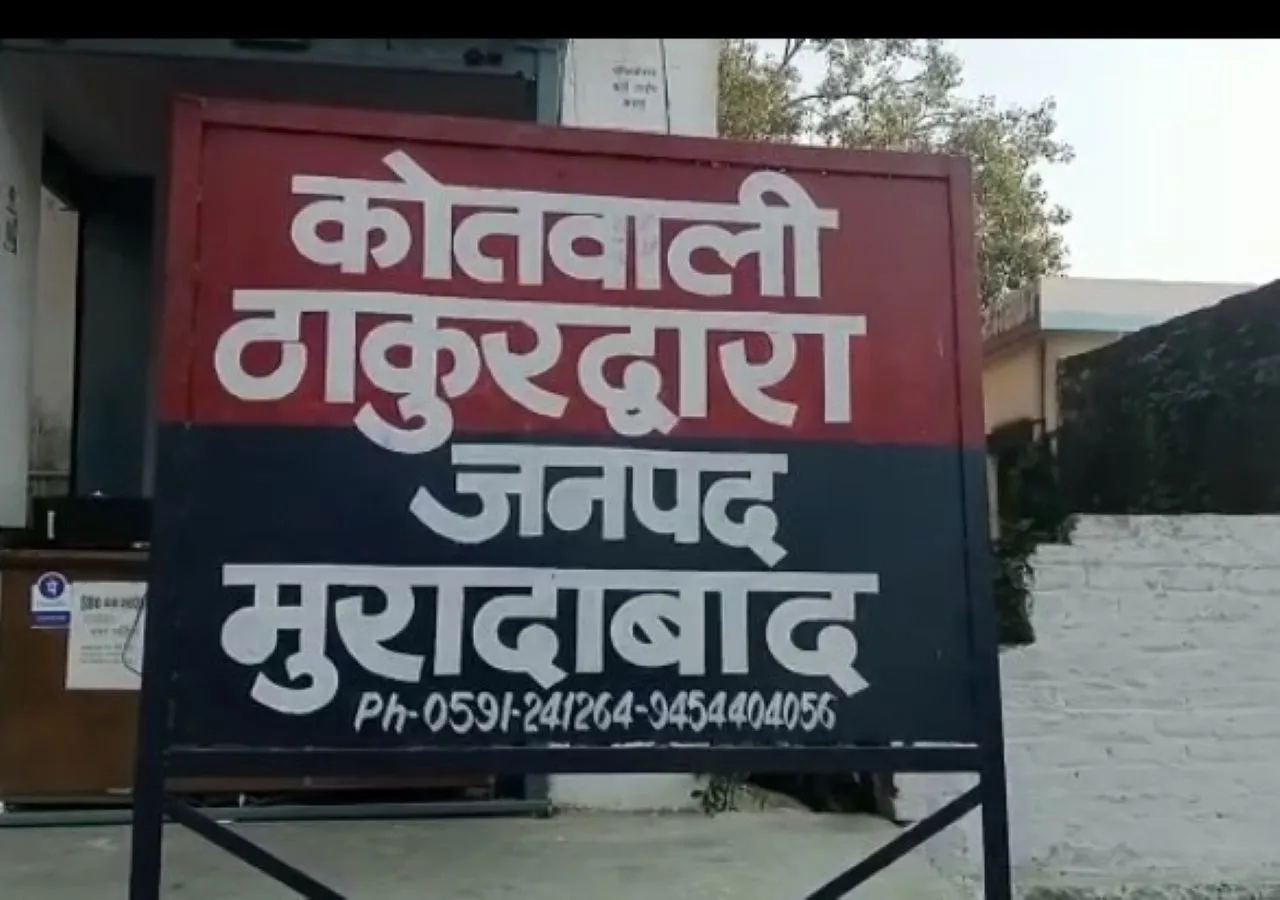 कोतवाली
ठाकुरद्वारा
जनपद
मुरादाबाद
Ph-0591-241264-9454404056